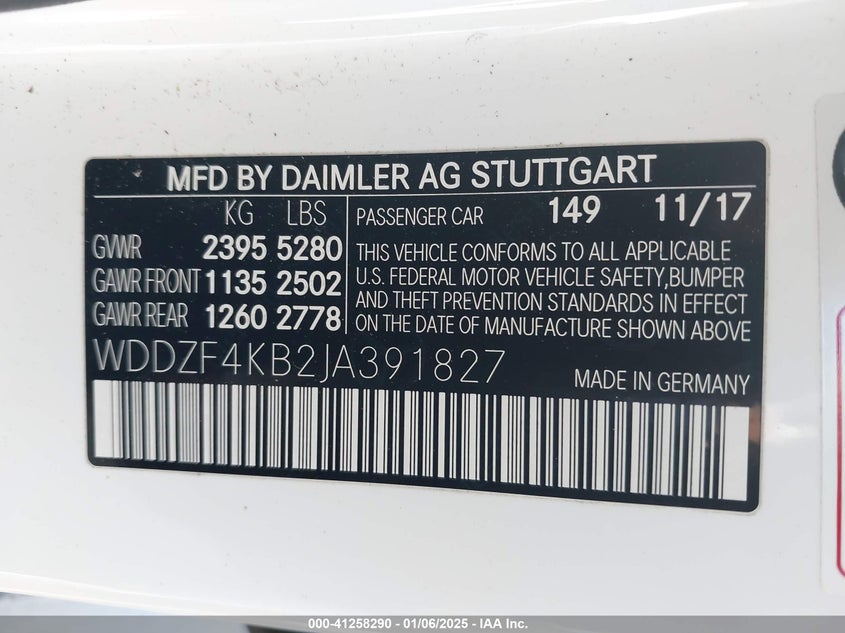 MFD BY DAIMLER AG STUTTGART
KG LBS
GVWR 2395 5280
GAWR FRONT 1135 2502
GAWR REAR 1260 2778
PASSENGER CAR 149 11/17
THIS VEHICLE CONFORMS TO ALL APPLICABLE
U.S. FEDERAL MOTOR VEHICLE SAFETY,BUMPER
AND THEFT PREVENTION STANDARDS IN EFFECT
ON THE DATE OF MANUFACTURE SHOWN ABOVE
WDDZF4KB2JA391827
MADE IN GERMANY
000-41258290 - 01/06/2025 - IAA Inc.